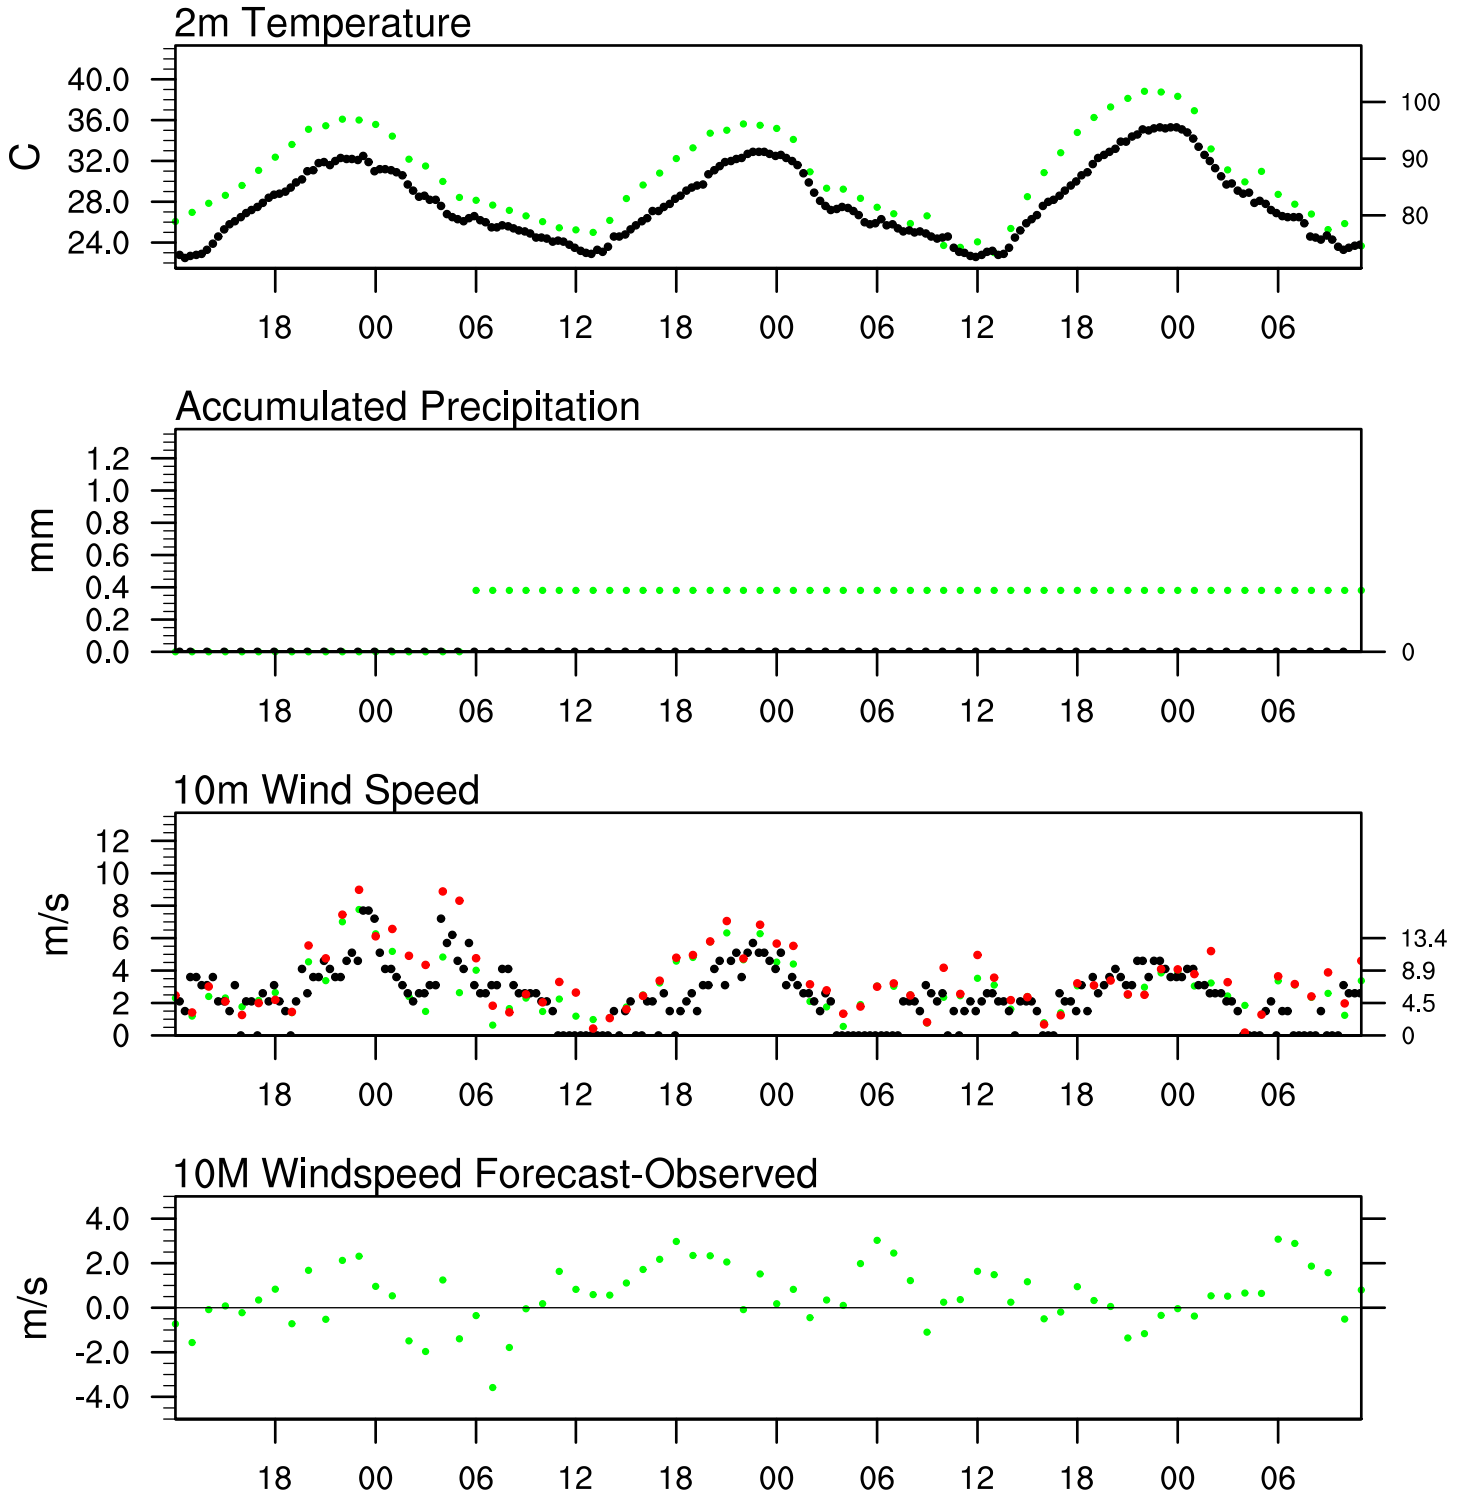 2m Temperature
40.0
36.0
32.0
28.0
24.0
C
100
90
80
18 00 06 12 18 00 06 12 18 00 06
Accumulated Precipitation
1.2
1.0
0.8
0.6
0.4
0.2
0.0
mm
0
18 00 06 12 18 00 06 12 18 00 06
10m Wind Speed
12
10
8
6
4
2
0
m/s
13.4
8.9
4.5
0
18 00 06 12 18 00 06 12 18 00 06
10M Windspeed Forecast-Observed
4.0
2.0
0.0
-2.0
-4.0
m/s
18 00 06 12 18 00 06 12 18 00 06